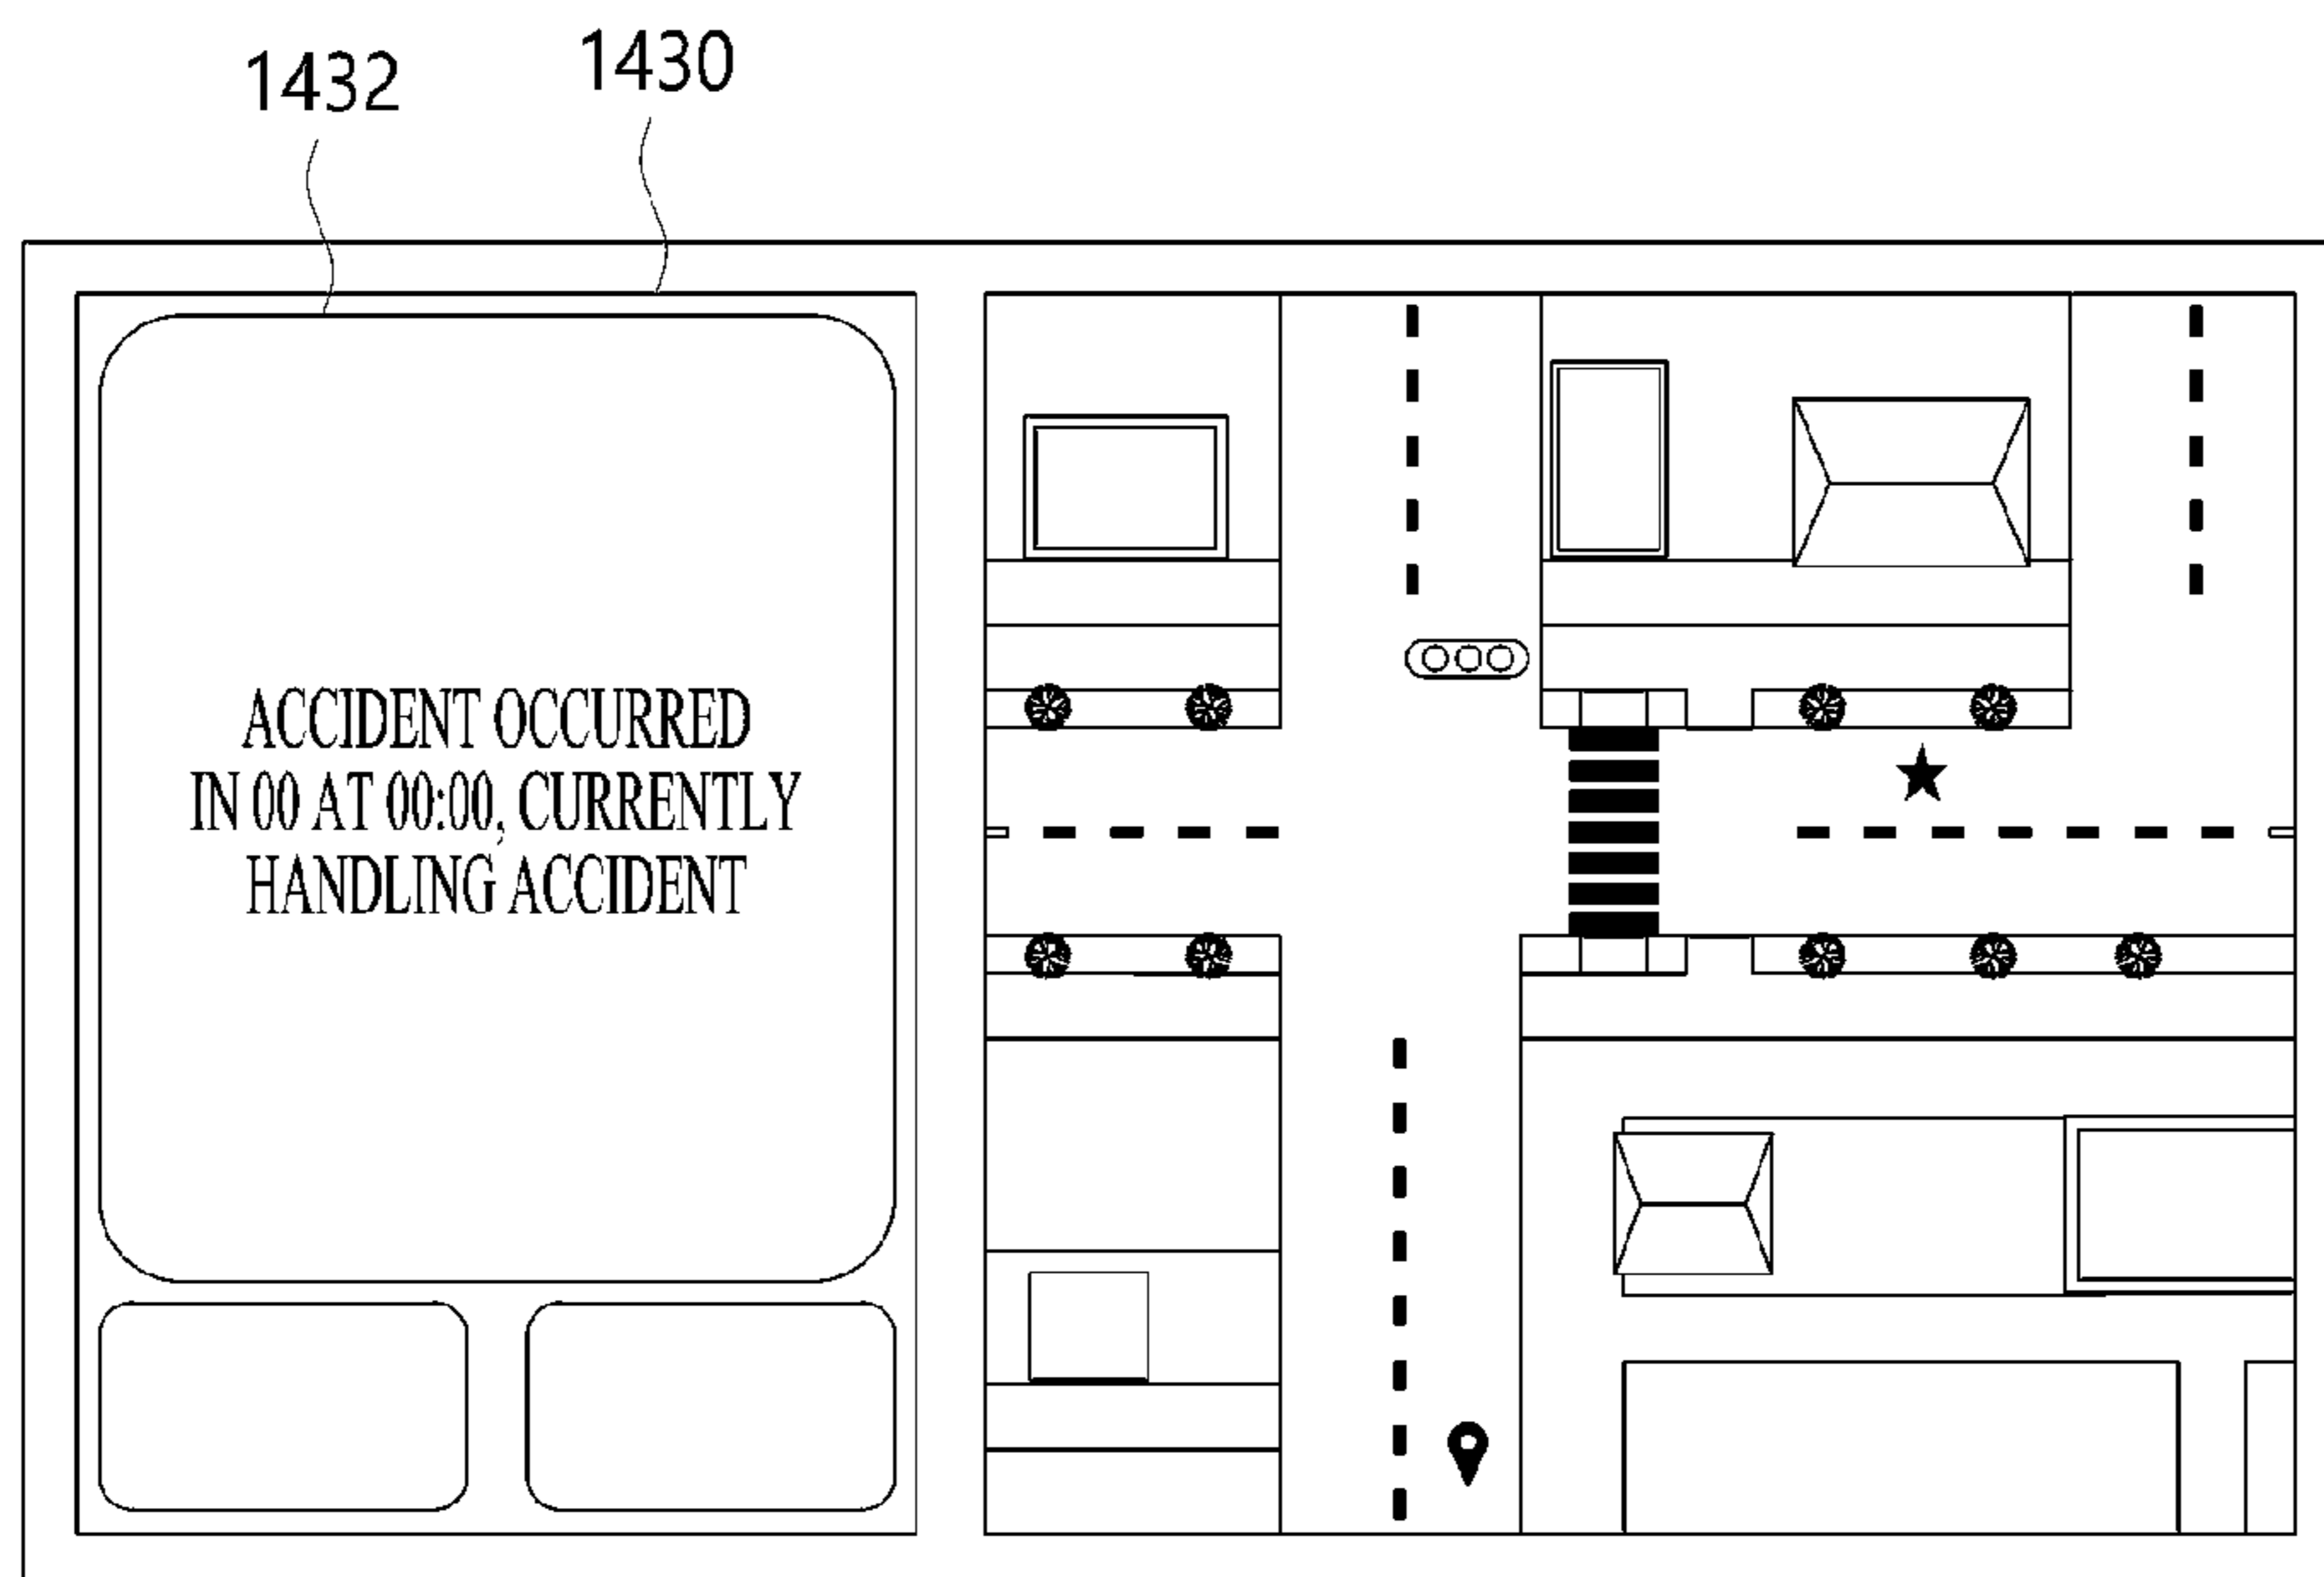 1432
1430
ACCIDENT OCCURRED
IN 00 AT 00:00, CURRENTLY
HANDLING ACCIDENT